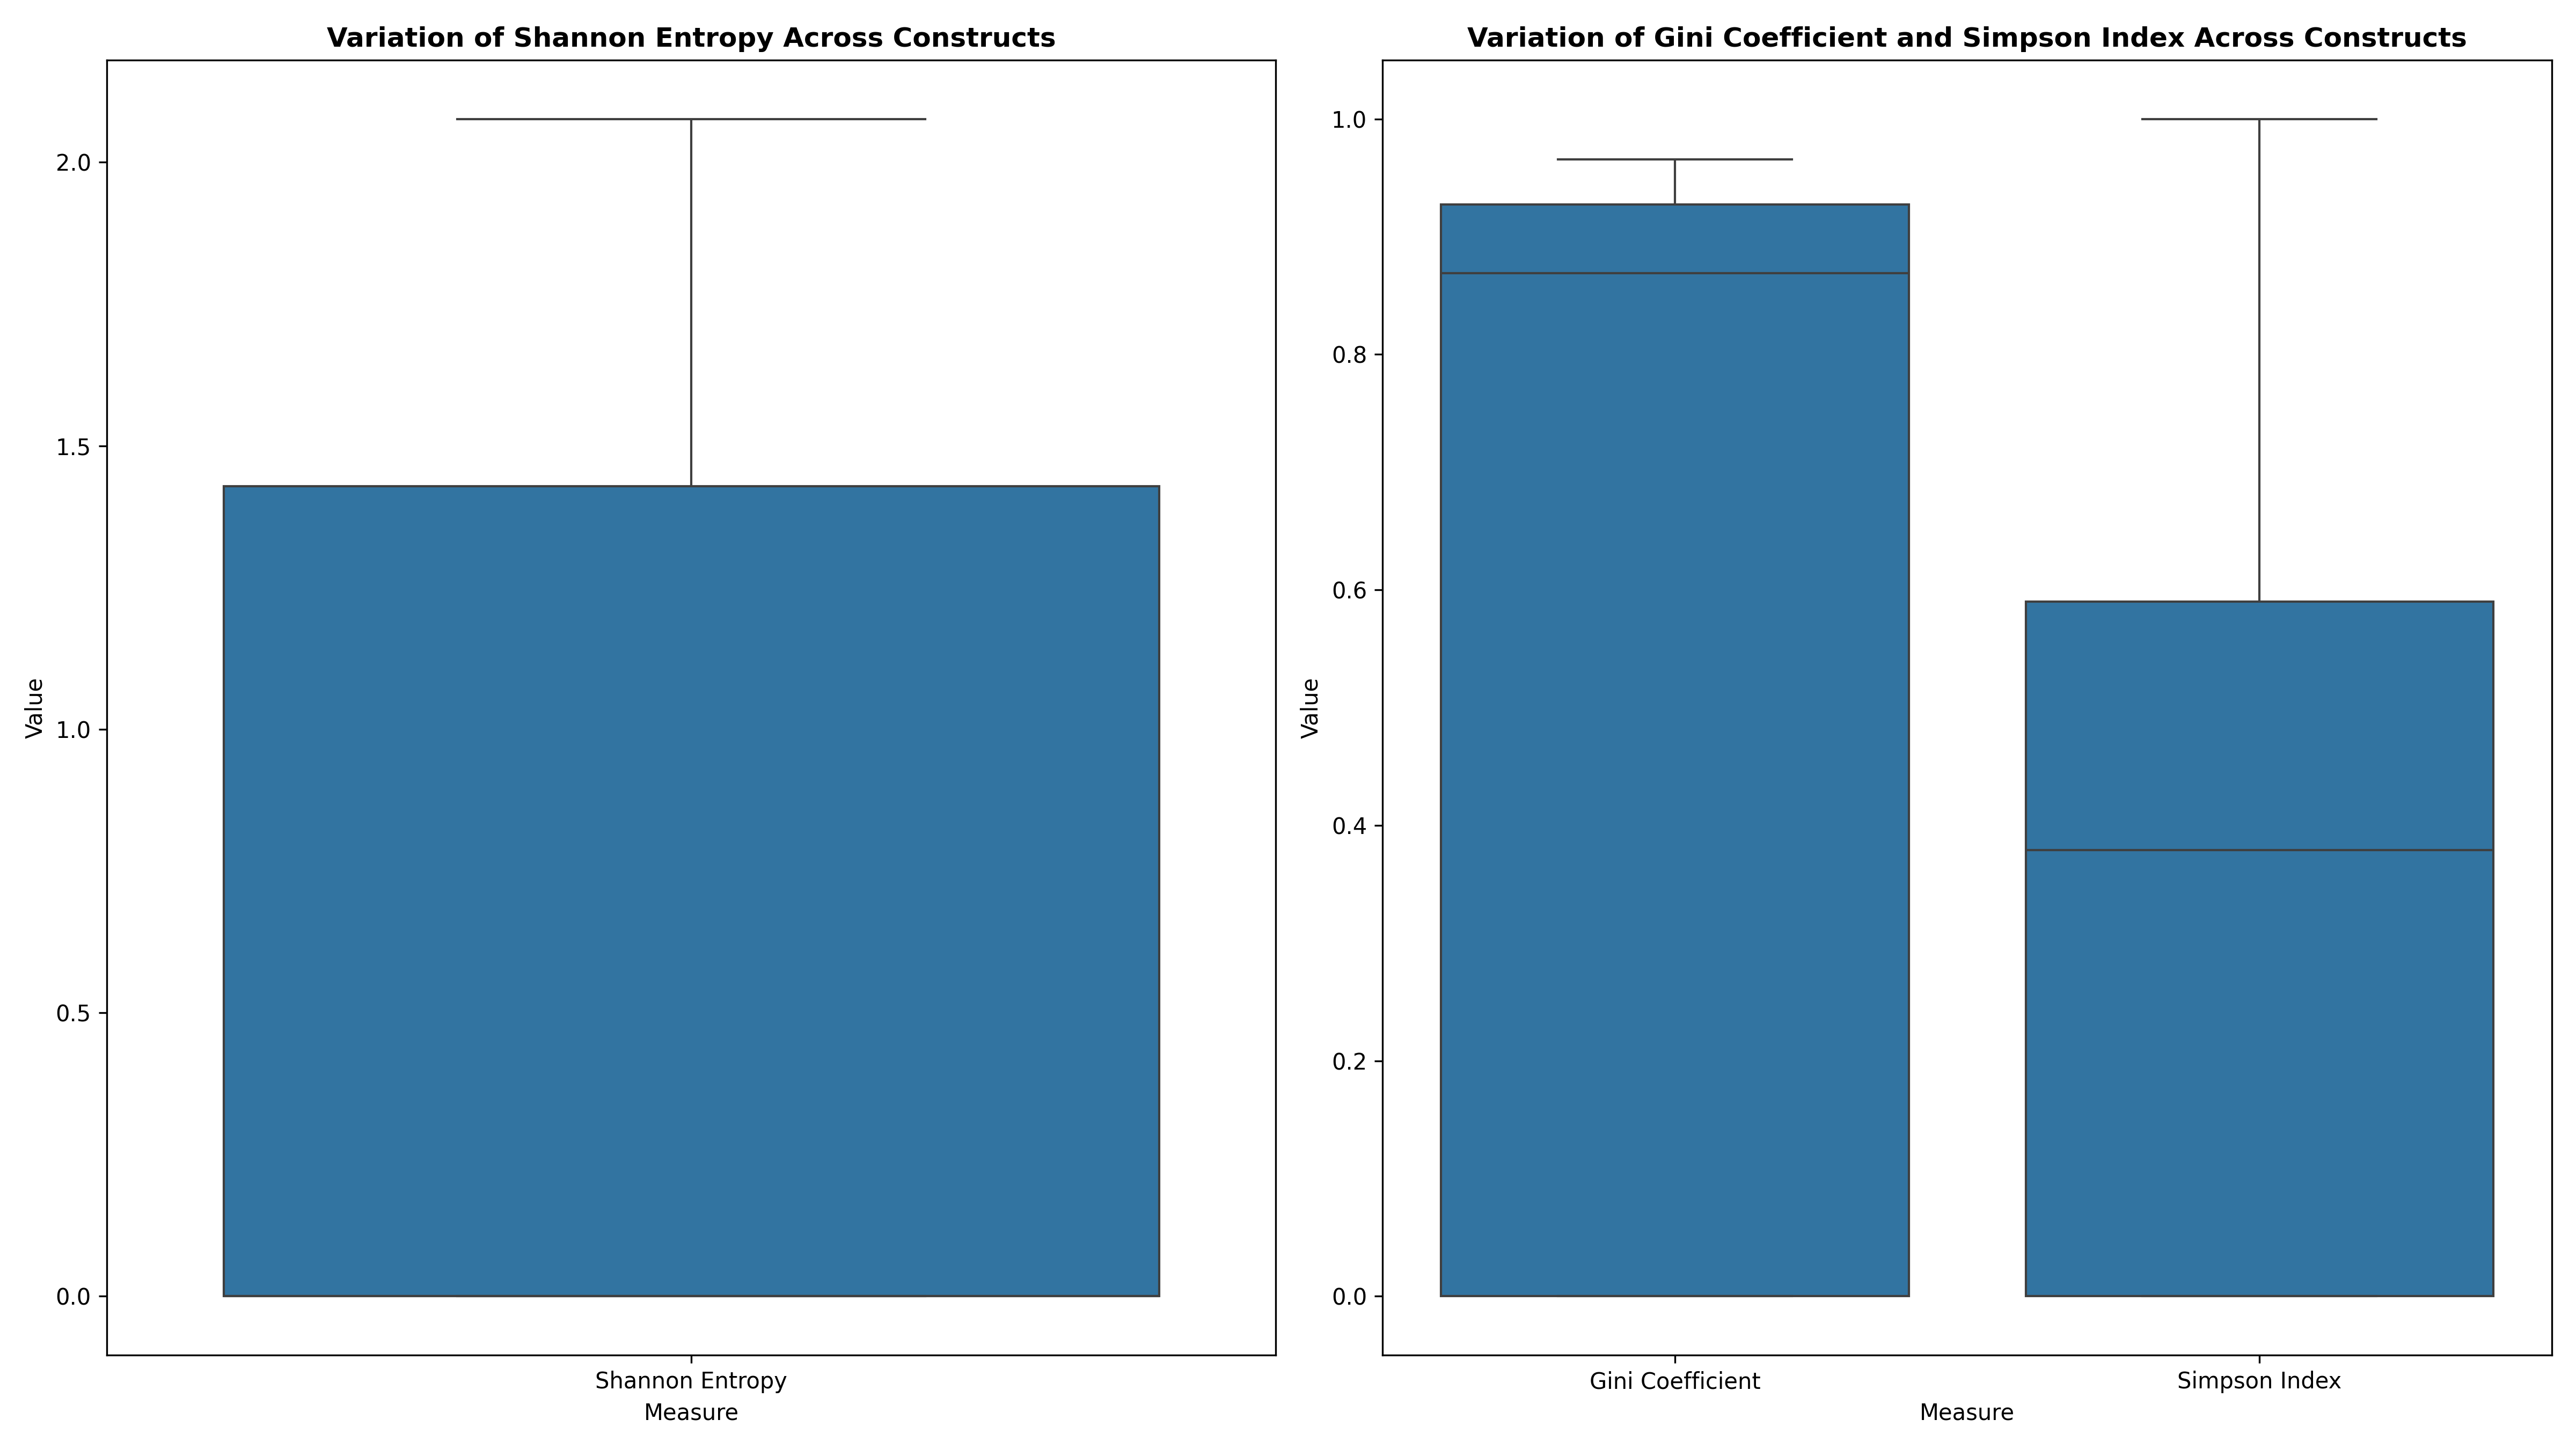 Variation of Shannon Entropy Across Constructs
Value
2.0
1.5
1.0
0.5
0.0
Shannon Entropy
Measure
Variation of Gini Coefficient and Simpson Index Across Constructs
Value
1.0
0.8
0.6
0.4
0.2
0.0
Gini Coefficient
Simpson Index
Measure